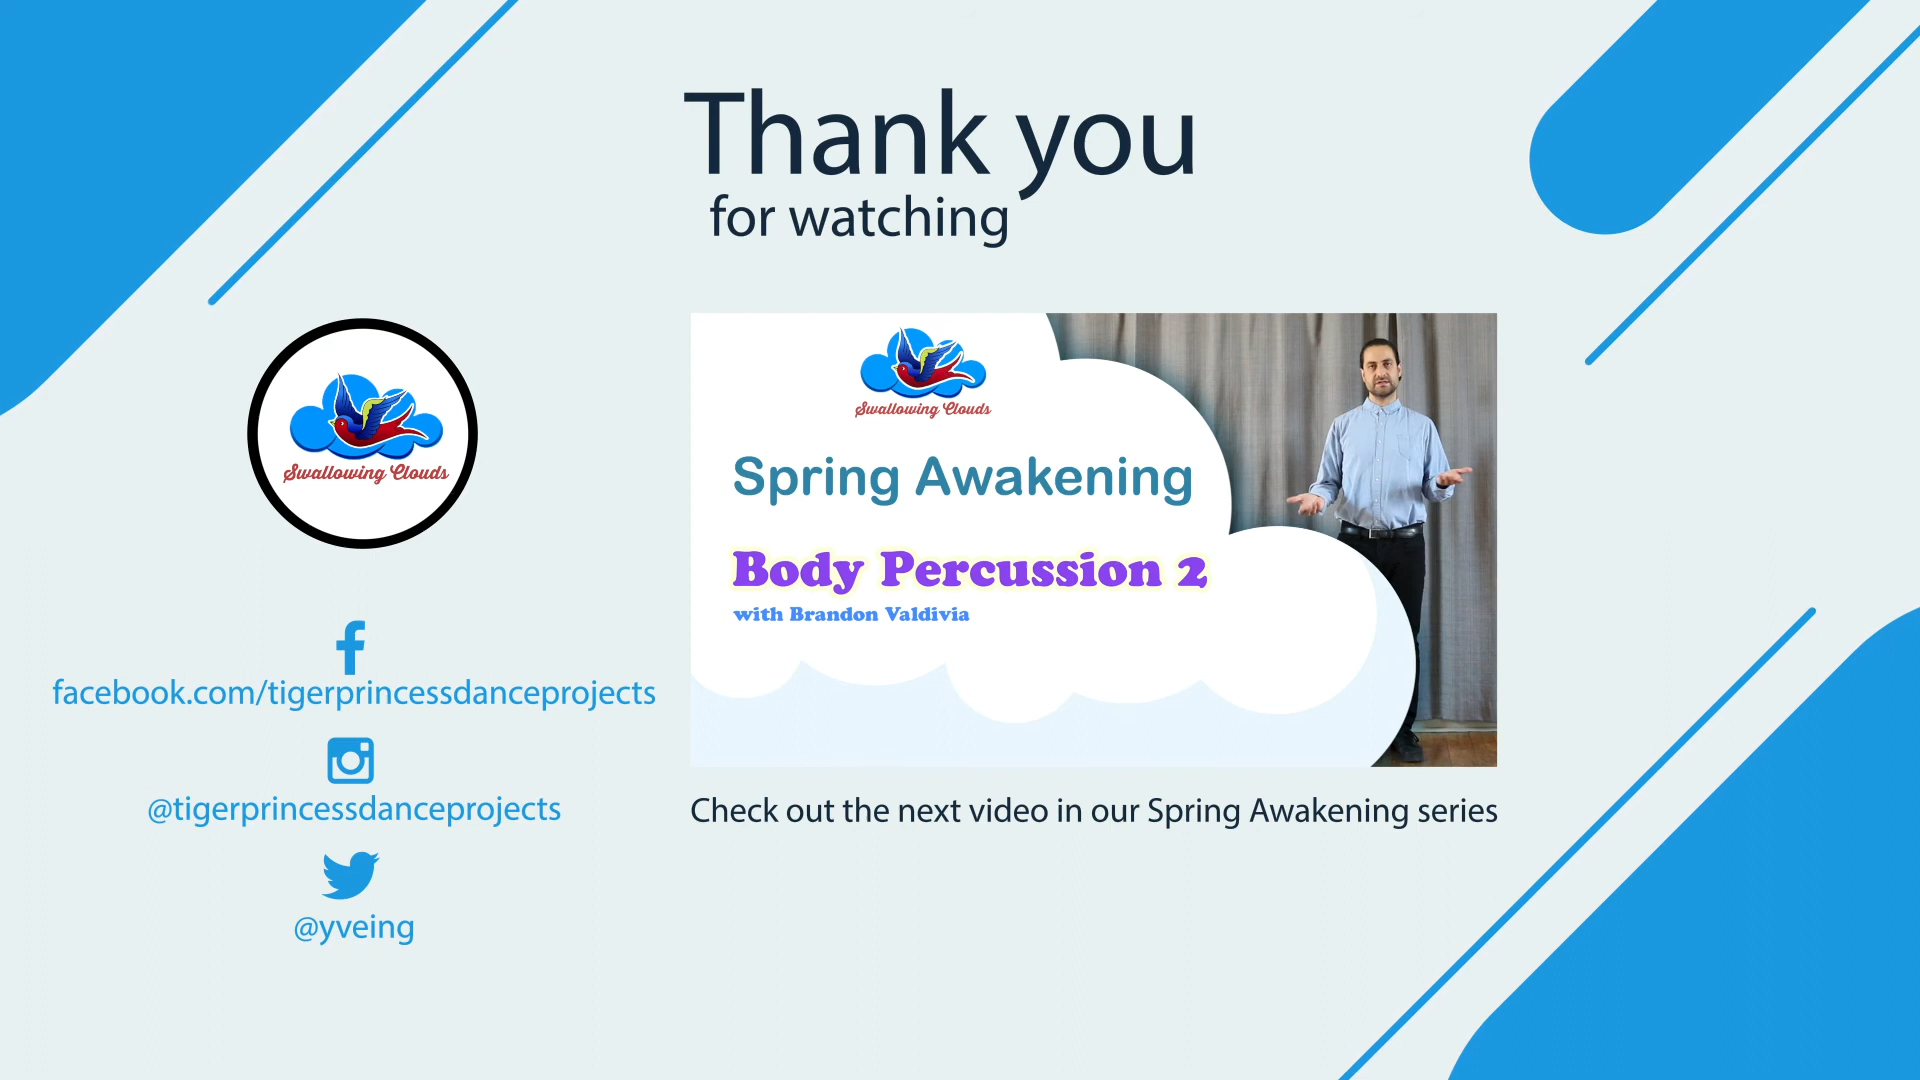 Thank you
for watching
Swallowing Clouds
facebook.com/tigerprincessdanceprojects
@tigerprincessdanceprojects
@yveing
Swallowing Clouds
Spring Awakening
Body Percussion 2
with Brandon Valdivia
Check out the next video in our Spring Awakening series